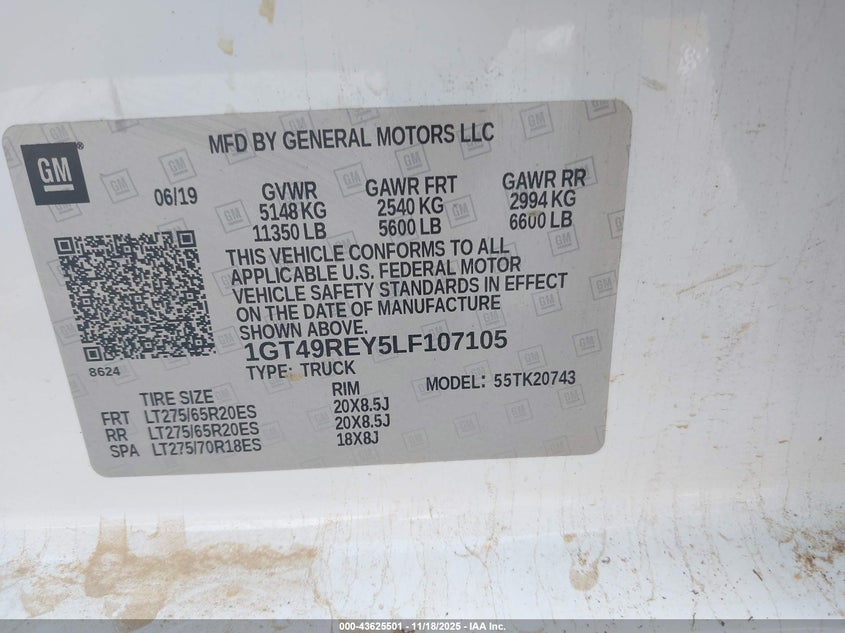 MFD BY GENERAL MOTORS LLC
GM
06/19
GVWR
5148 KG
11350 LB
GAWR FRT
2540 KG
5600 LB
GAWR RR
2994 KG
6600 LB
THIS VEHICLE CONFORMS TO ALL
APPLICABLE U.S. FEDERAL MOTOR
VEHICLE SAFETY STANDARDS IN EFFECT
ON THE DATE OF MANUFACTURE
SHOWN ABOVE.
8624
1GT49REY5LF107105
TYPE: TRUCK
MODEL: 55TK20743
TIRE SIZE RIM
FRT LT275/65R20ES 20X8.5J
RR LT275/65R20ES 20X8.5J
SPA LT275/70R18ES 18X8J
000-43625501 - 11/18/2025 - IAA Inc.